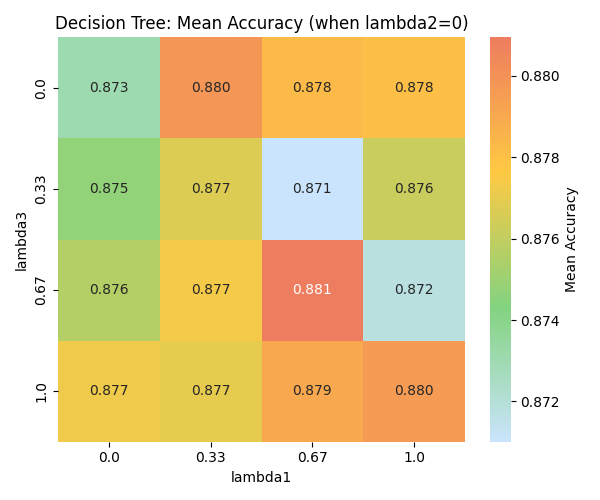 Decision Tree: Mean Accuracy (when lambda2=0)
0.0 0.873 0.880 0.878 0.878
0.33 0.875 0.877 0.871 0.876
0.67 0.876 0.877 0.881 0.872
1.0 0.877 0.877 0.879 0.880
0.0 0.33 0.67 1.0
lambda1
lambda3
0.880
0.878
0.876
0.874
0.872
Mean Accuracy